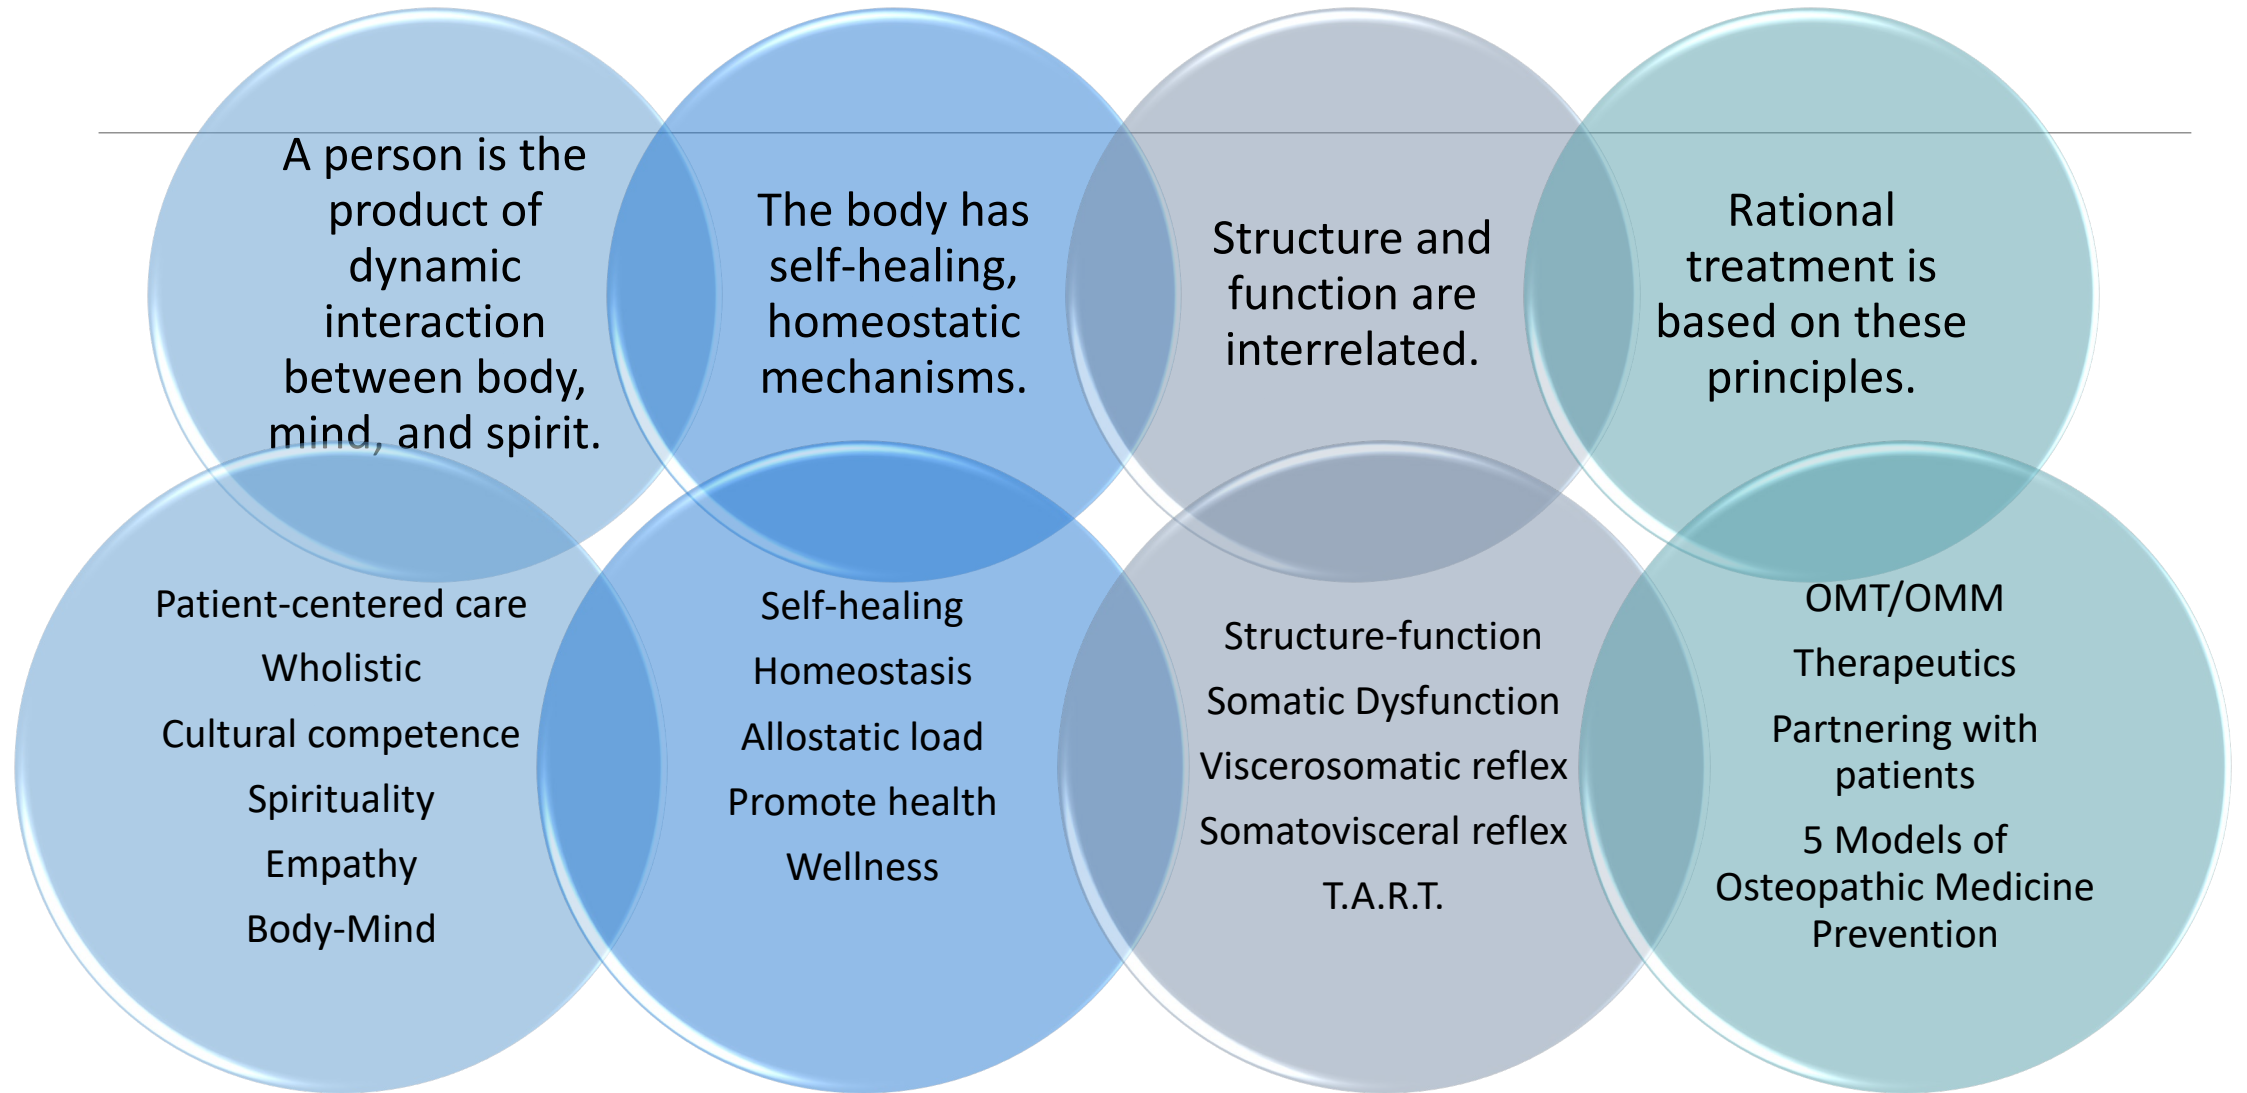 A person is the
product of
dynamic
interaction
between body,
mind, and spirit.
The body has
self-healing,
homeostatic
mechanisms.
Structure and
function are
interrelated.
Rational
treatment is
based on these
principles.
Patient-centered care
Wholistic
Cultural competence
Spirituality
Empathy
Body-Mind
Self-healing
Homeostasis
Allostatic load
Promote health
Wellness
Structure-function
Somatic Dysfunction
Viscerosomatic reflex
Somatovisceral reflex
T.A.R.T.
OMT/OMM
Therapeutics
Partnering with
patients
5 Models of
Osteopathic Medicine
Prevention